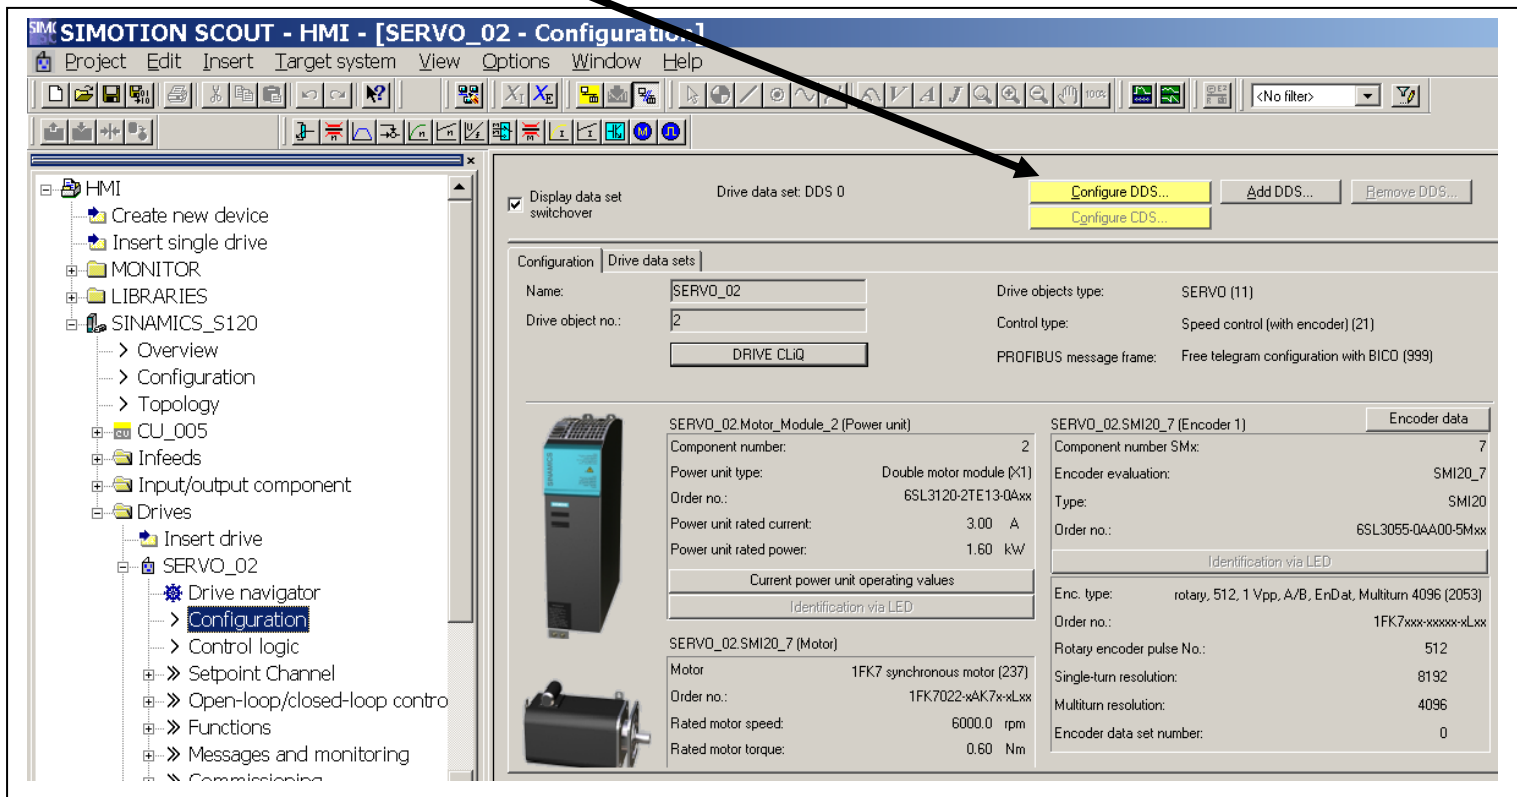 SIMOTION SCOUT - HMI - [SERVO_02 - Configuration]
Project Edit Insert Target system View Options Window Help
<No filter>
HMI
Create new device
Insert single drive
MONITOR
LIBRARIES
SINAMICS_S120
Overview
Configuration
Topology
CU_005
Infeeds
Input/output component
Drives
Insert drive
SERVO_02
Drive navigator
Configuration
Control logic
Setpoint Channel
Open-loop/closed-loop contro
Functions
Messages and monitoring
Commissioning
Display data set switchover
Drive data set: DDS 0
Configure DDS... Add DDS... Remove DDS...
Configure CDS...
Configuration Drive data sets
Name: SERVO_02
Drive object no.: 2
DRIVE CLiQ
Drive objects type: SERVO (11)
Control type: Speed control (with encoder) (21)
PROFIBUS message frame: Free telegram configuration with BICO (999)
SERVO_02.Motor_Module_2 (Power unit)
Component number: 2
Power unit type: Double motor module (X1)
Order no.: 6SL3120-2TE13-0Axx
Power unit rated current: 3.00 A
Power unit rated power: 1.60 kW
Current power unit operating values
Identification via LED
SERVO_02.SMI20_7 (Motor)
Motor 1FK7 synchronous motor (237)
Order no.: 1FK7022-xAK7x-xLxx
Rated motor speed: 6000.0 rpm
Rated motor torque: 0.60 Nm
SERVO_02.SMI20_7 (Encoder 1) Encoder data
Component number SMx: 7
Encoder evaluation: SMI20_7
Type: SMI20
Order no.: 6SL3055-0AA00-5Mxx
Identification via LED
Enc. type: rotary, 512, 1 Vpp, A/B, EnDat, Multiturn 4096 (2053)
Order no.: 1FK7xxx-xxxxx-xLxx
Rotary encoder pulse No.: 512
Single-turn resolution: 8192
Multiturn resolution: 4096
Encoder data set number: 0